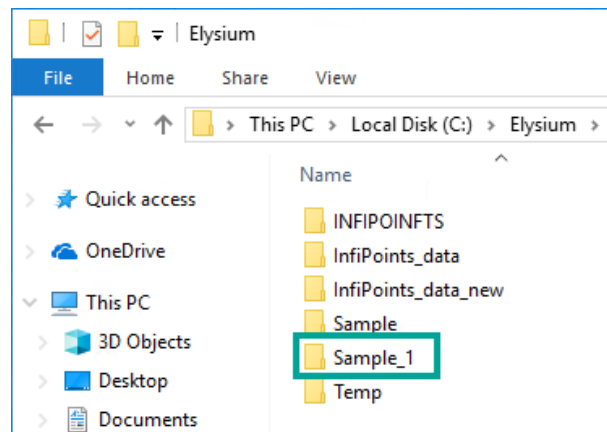 Elysium
File Home Share View
This PC > Local Disk (C:) > Elysium >
Name
Quick access
OneDrive
This PC
3D Objects
Desktop
Documents
INFIPOINFTS
InfiPoints_data
InfiPoints_data_new
Sample
Sample_1
Temp